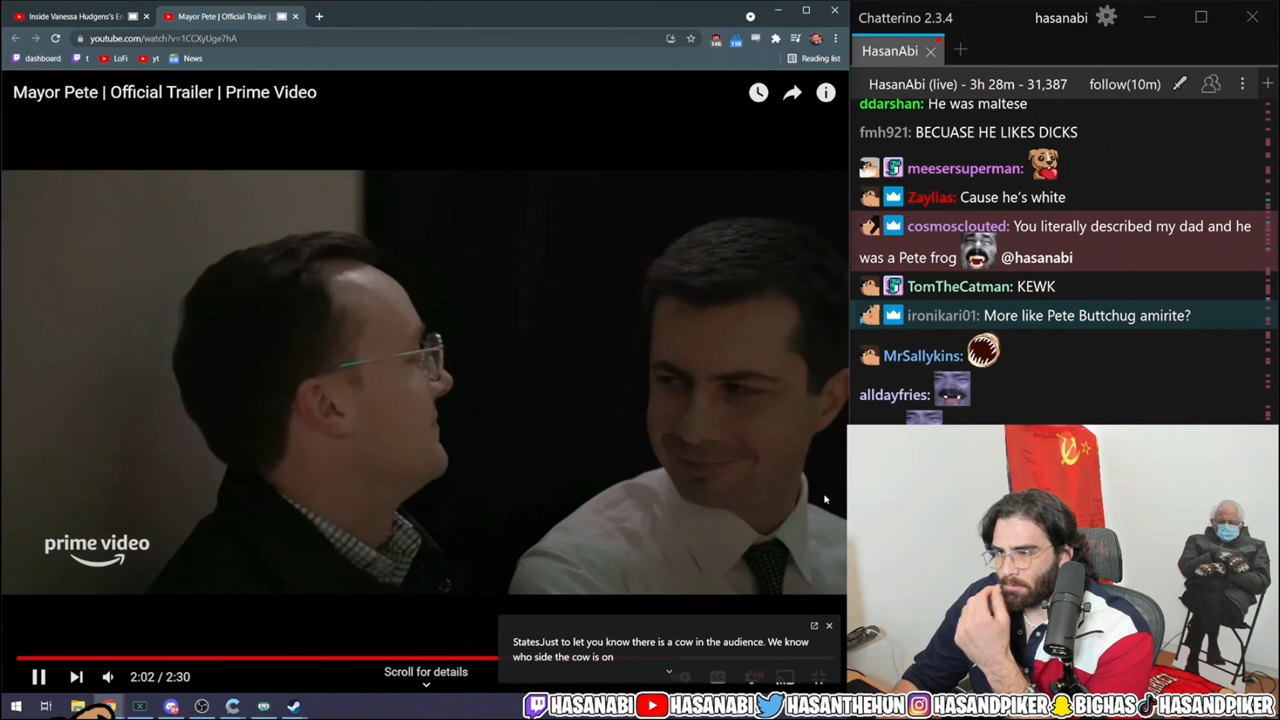 Inside Vanessa Hudgens's En
Mayor Pete | Official Trailer |
youtube.com/watch?v=1CCXyUge7hA
146
110
dashboard
t
LoFi
yt
News
Reading list
Mayor Pete | Official Trailer | Prime Video
prime video
StatesJust to let you know there is a cow in the audience. We know
who side the cow is on
2:02 / 2:30
Scroll for details
Chatterino 2.3.4
hasanabi
HasanAbi
HasanAbi (live) - 3h 28m - 31,387
follow(10m)
ddarshan: He was maltese
fmh921: BECUASE HE LIKES DICKS
meesersuperman:
Zaylias: Cause he's white
cosmosclouted: You literally described my dad and he
was a Pete frog @hasanabi
TomTheCatman: KEWK
ironikari01: More like Pete Buttchug amirite?
MrSallykins:
alldayfries:
HASANABI
HASANABI
HASANTHEHUN
HASANDPIKER
BIGHAS
HASANDPIKER